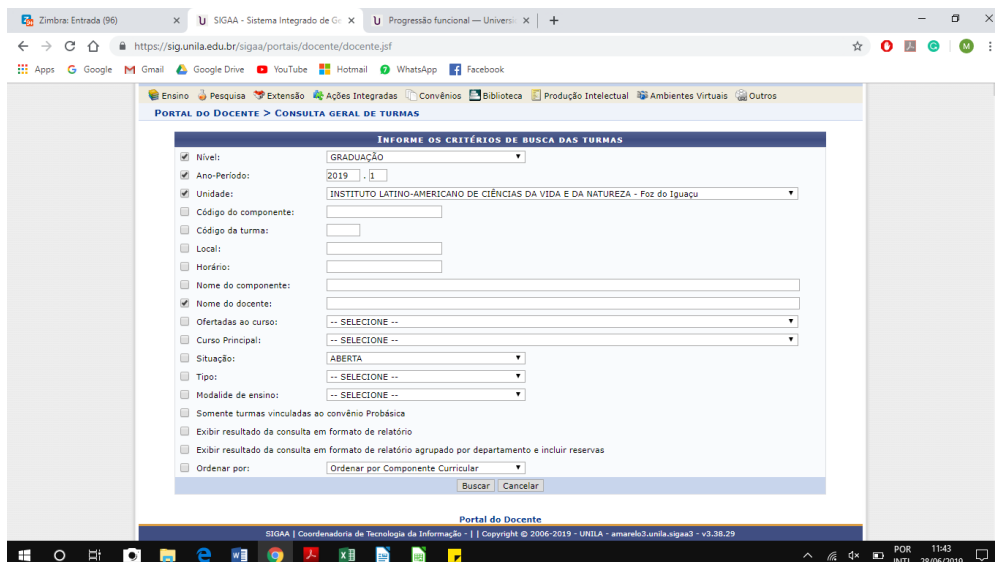 Zimbra: Entrada (96) SIGAA - Sistema Integrado de Ge Progressão funcional — Universi
https://sig.unila.edu.br/sigaa/portais/docente/docente.jsf
Apps Google Gmail Google Drive YouTube Hotmail WhatsApp Facebook
Ensino Pesquisa Extensão Ações Integradas Convênios Biblioteca Produção Intelectual Ambientes Virtuais Outros
PORTAL DO DOCENTE > CONSULTA GERAL DE TURMAS
INFORME OS CRITÉRIOS DE BUSCA DAS TURMAS
Nível: GRADUAÇÃO
Ano-Período: 2019 . 1
Unidade: INSTITUTO LATINO-AMERICANO DE CIÊNCIAS DA VIDA E DA NATUREZA - Foz do Iguaçu
Código do componente:
Código da turma:
Local:
Horário:
Nome do componente:
Nome do docente:
Ofertadas ao curso: -- SELECIONE --
Curso Principal: -- SELECIONE --
Situação: ABERTA
Tipo: -- SELECIONE --
Modalide de ensino: -- SELECIONE --
Somente turmas vinculadas ao convênio Probásica
Exibir resultado da consulta em formato de relatório
Exibir resultado da consulta em formato de relatório agrupado por departamento e incluir reservas
Ordenar por: Ordenar por Componente Curricular
Buscar Cancelar
Portal do Docente
SIGAA | Coordenadoria de Tecnologia da Informação - | | Copyright © 2006-2019 - UNILA - amarelo3.unila.sigaa3 - v3.38.29
POR 11:43
INTL 28/06/2019